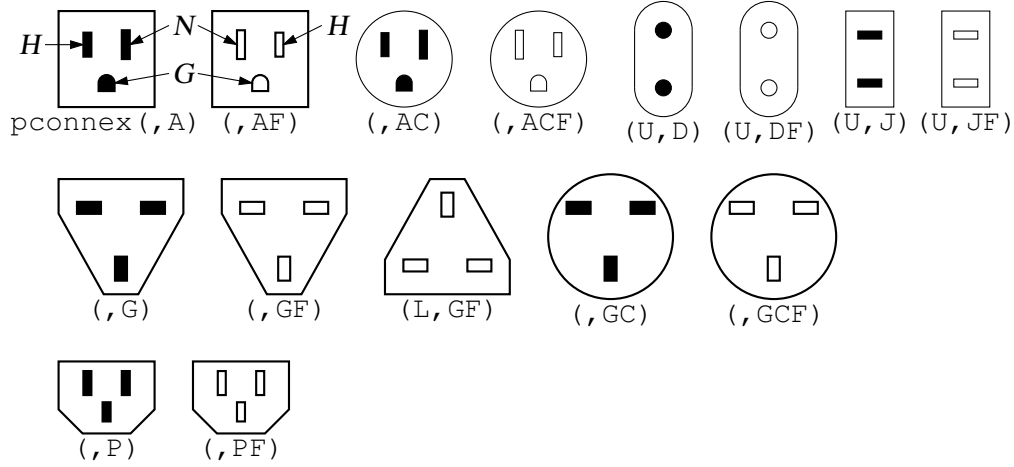 H N H
G
pconnex(,A) (,AF) (,AC) (,ACF) (U,D) (U,DF) (U,J) (U,JF)
(,G) (,GF) (L,GF) (,GC) (,GCF)
(,P) (,PF)